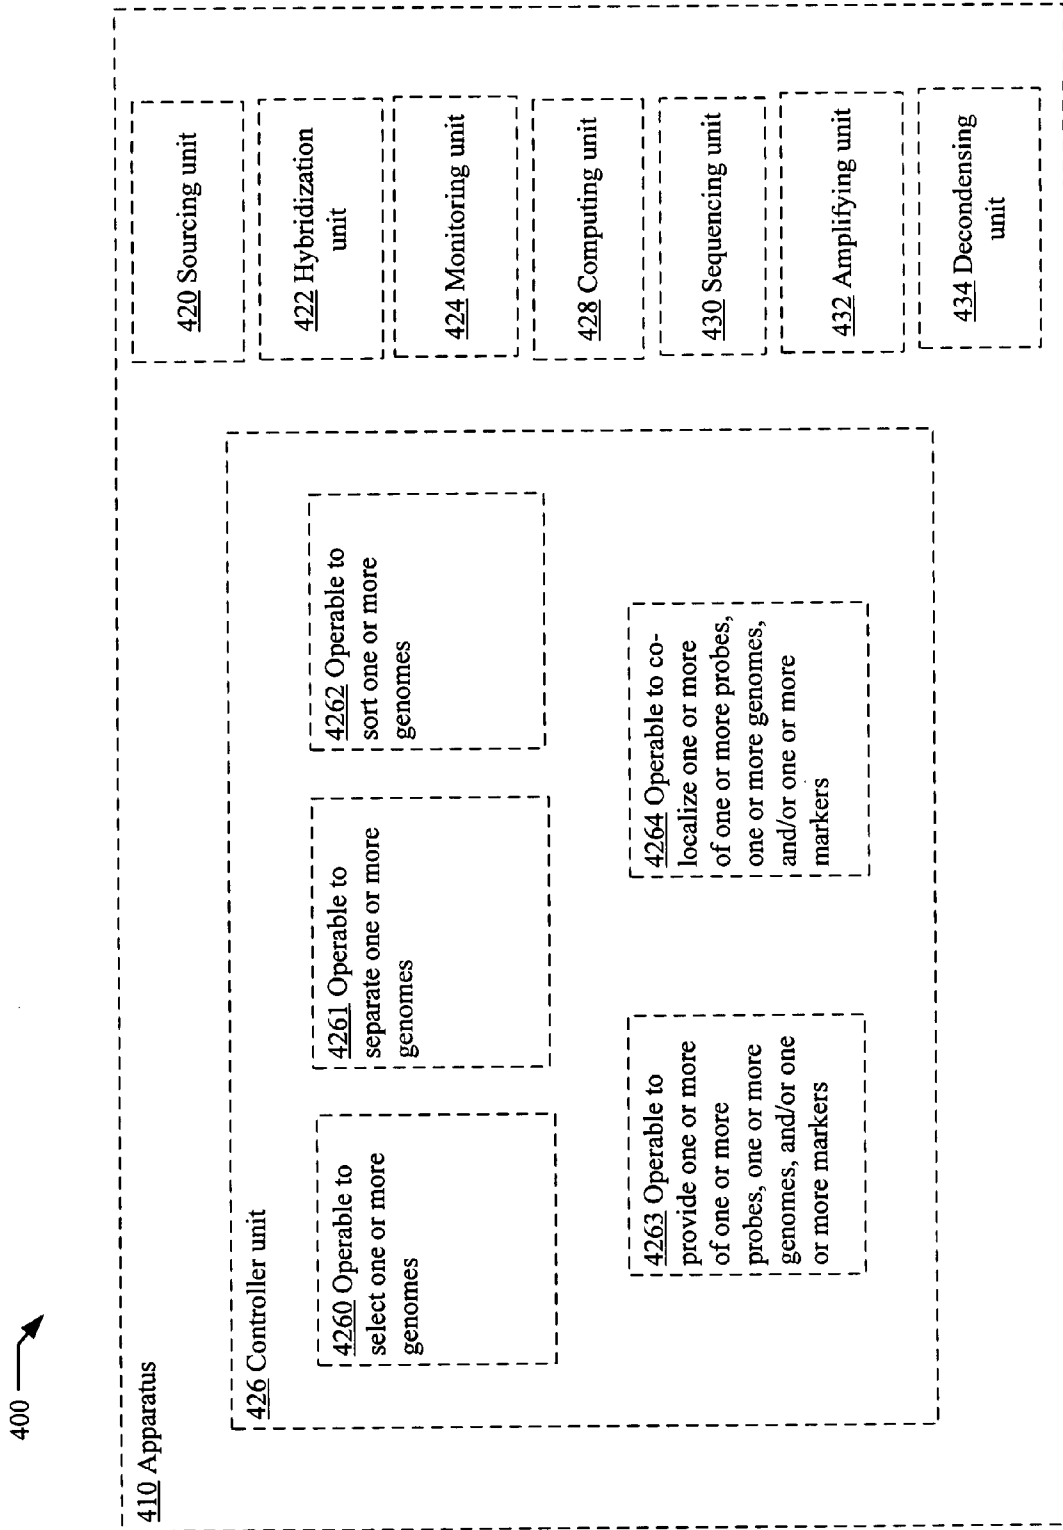 400
410 Apparatus
426 Controller unit
4260 Operable to
select one or more
genomes
4261 Operable to
separate one or more
genomes
4262 Operable to
sort one or more
genomes
4263 Operable to
provide one or more
of one or more
probes, one or more
genomes, and/or one
or more markers
4264 Operable to co-
localize one or more
of one or more probes,
one or more genomes,
and/or one or more
markers
420 Sourcing unit
422 Hybridization
unit
424 Monitoring unit
428 Computing unit
430 Sequencing unit
432 Amplifying unit
434 Decondensing
unit